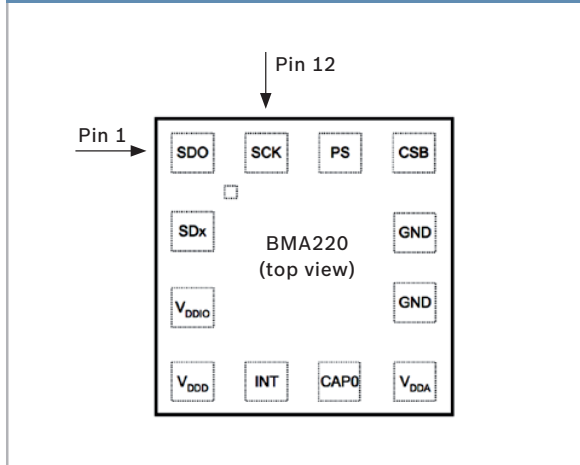 Pin 12
Pin 1
SDO SCK PS CSB
SDx GND
BMA220
(top view)
VDDIO GND
VDDD INT CAP0 VDDA